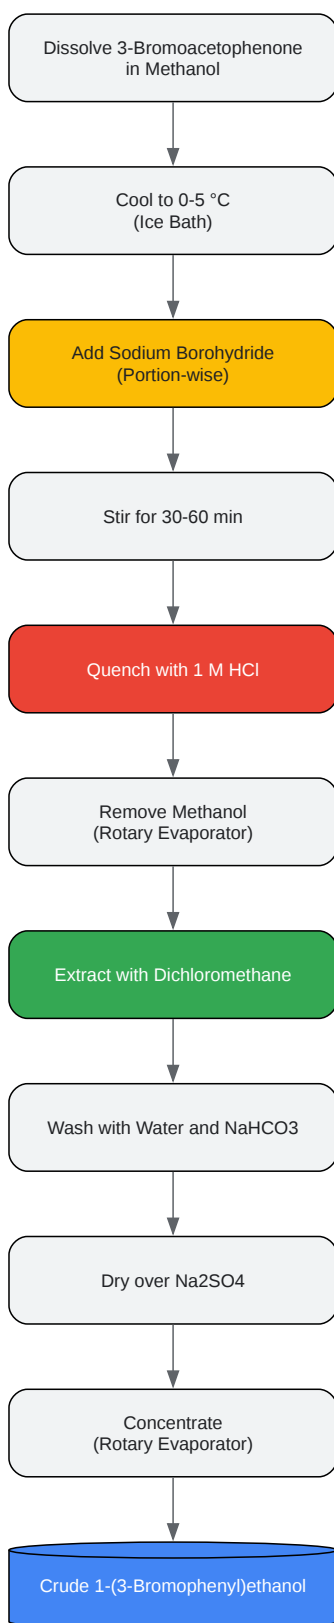 Dissolve 3-Bromoacetophenone
in Methanol
Cool to 0-5 °C
(Ice Bath)
Add Sodium Borohydride
(Portion-wise)
Stir for 30-60 min
Quench with 1 M HCl
Remove Methanol
(Rotary Evaporator)
Extract with Dichloromethane
Wash with Water and NaHCO3
Dry over Na2SO4
Concentrate
(Rotary Evaporator)
Crude 1-(3-Bromophenyl)ethanol